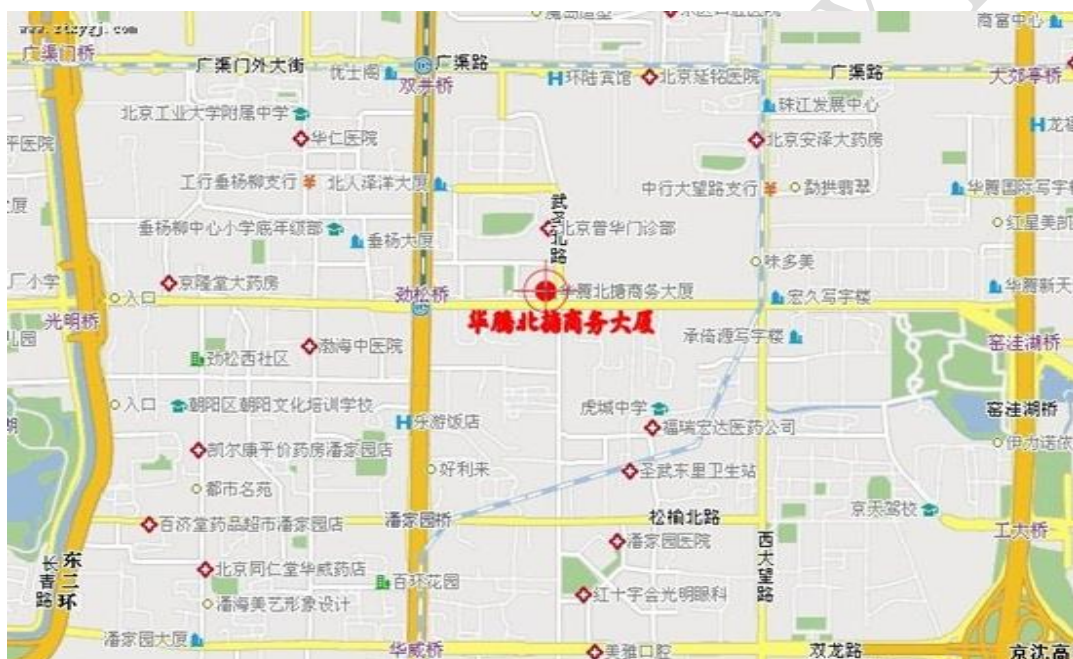 www.ztxygj.com
商富中心
广渠门桥
广渠门外大街
优士阁
广渠路
双井桥
环陆宾馆
北京延铭医院
广渠路
大郊亭桥
北京工业大学附属中学
珠江发展中心
华仁医院
北京安泽大药房
平医院
工行垂杨柳支行
北人泽洋大厦
中行大望路支行
勐拱翡翠
华腾国际写字楼
武圣北路
垂杨柳中心小学底年级部
垂杨大厦
北京普华门诊部
红星美凯
味多美
厂小学
京隆堂大药房
劲松桥
华腾北搪商务大厦
宏久写字楼
华腾新天
入口
光明桥
华腾北搪商务大厦
承倚源写字楼
窑洼湖桥
劲松西社区
渤海中医院
入口
朝阳区朝阳文化培训学校
乐游饭店
虎城中学
窑洼湖桥
福瑞宏达医药公司
伊力诺依
凯尔康平价药房潘家园店
好利来
圣武东里卫生站
都市名苑
京天驾校
百济堂药品超市潘家园店
潘家园桥
松榆北路
工大桥
潘家园医院
西大望路
东二环
长青路
北京同仁堂华威药店
百环花园
潘海美艺形象设计
红十字会光明眼科
潘家园大厦
华威桥
美雅口腔
双龙路
京沈高